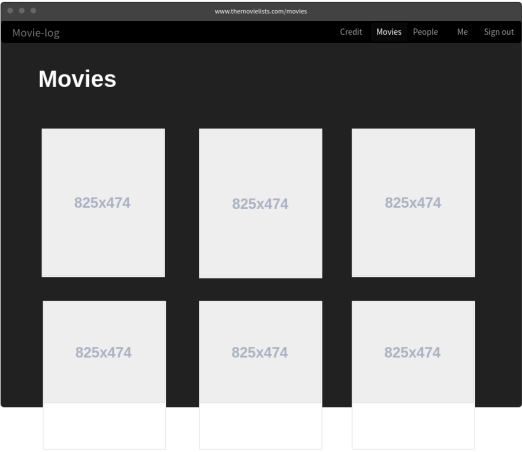 www.themovielists.com/movies
Movie-log Credit Movies People Me Sign out
Movies
825x474 825x474 825x474
825x474 825x474 825x474